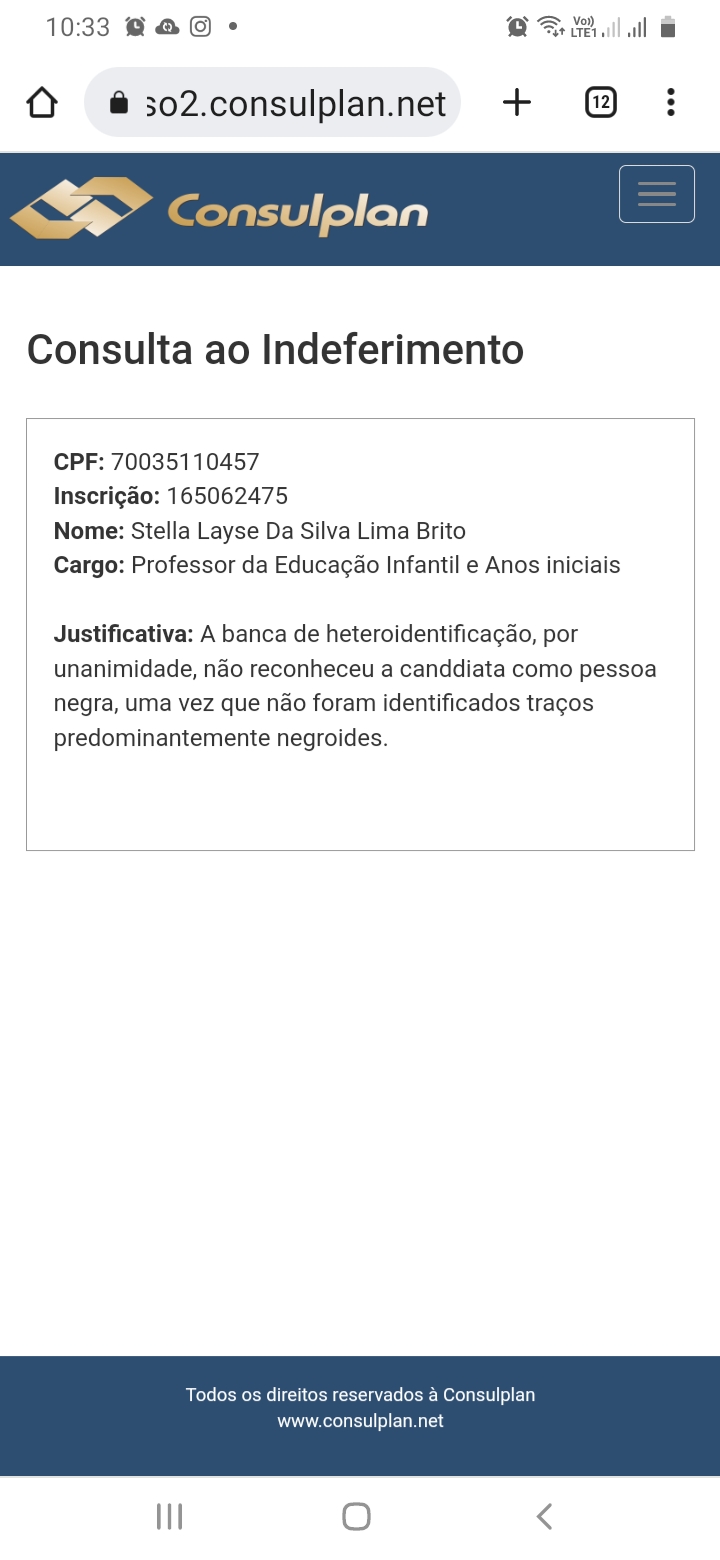 10:33
Vo)) LTE1
so2.consulplan.net
12
Consulplan
Consulta ao Indeferimento
CPF: 70035110457
Inscrição: 165062475
Nome: Stella Layse Da Silva Lima Brito
Cargo: Professor da Educação Infantil e Anos iniciais
Justificativa: A banca de heteroidentificação, por
unanimidade, não reconheceu a canddiata como pessoa
negra, uma vez que não foram identificados traços
predominantemente negroides.
Todos os direitos reservados à Consulplan
www.consulplan.net